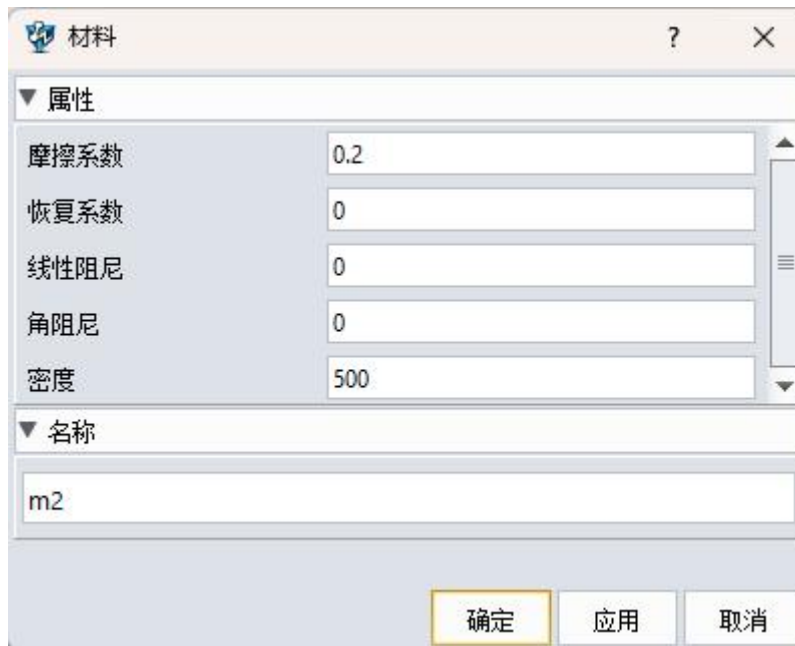 材料
属性
摩擦系数 0.2
恢复系数 0
线性阻尼 0
角阻尼 0
密度 500
名称
m2
确定 应用 取消